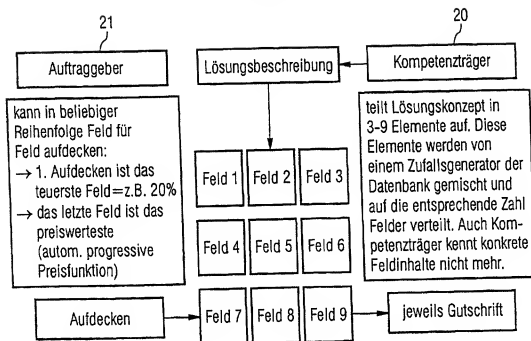 21
20
Auftraggeber
Lösungsbeschreibung
Kompetenzträger
kann in beliebiger
Reihenfolge Feld für
Feld aufdecken:
→ 1. Aufdecken ist das
teuerste Feld=z.B. 20%
→ das letzte Feld ist das
preiswerteste
(autom. progressive
Preisfunktion)
Feld 1 Feld 2 Feld 3
Feld 4 Feld 5 Feld 6
Feld 7 Feld 8 Feld 9
teilt Lösungskonzept in
3-9 Elemente auf. Diese
Elemente werden von
einem Zufallsgenerator der
Datenbank gemischt und
auf die entsprechende Zahl
Felder verteilt. Auch Kom-
petenzträger kennt konkrete
Feldinhalte nicht mehr.
Aufdecken
jeweils Gutschrift